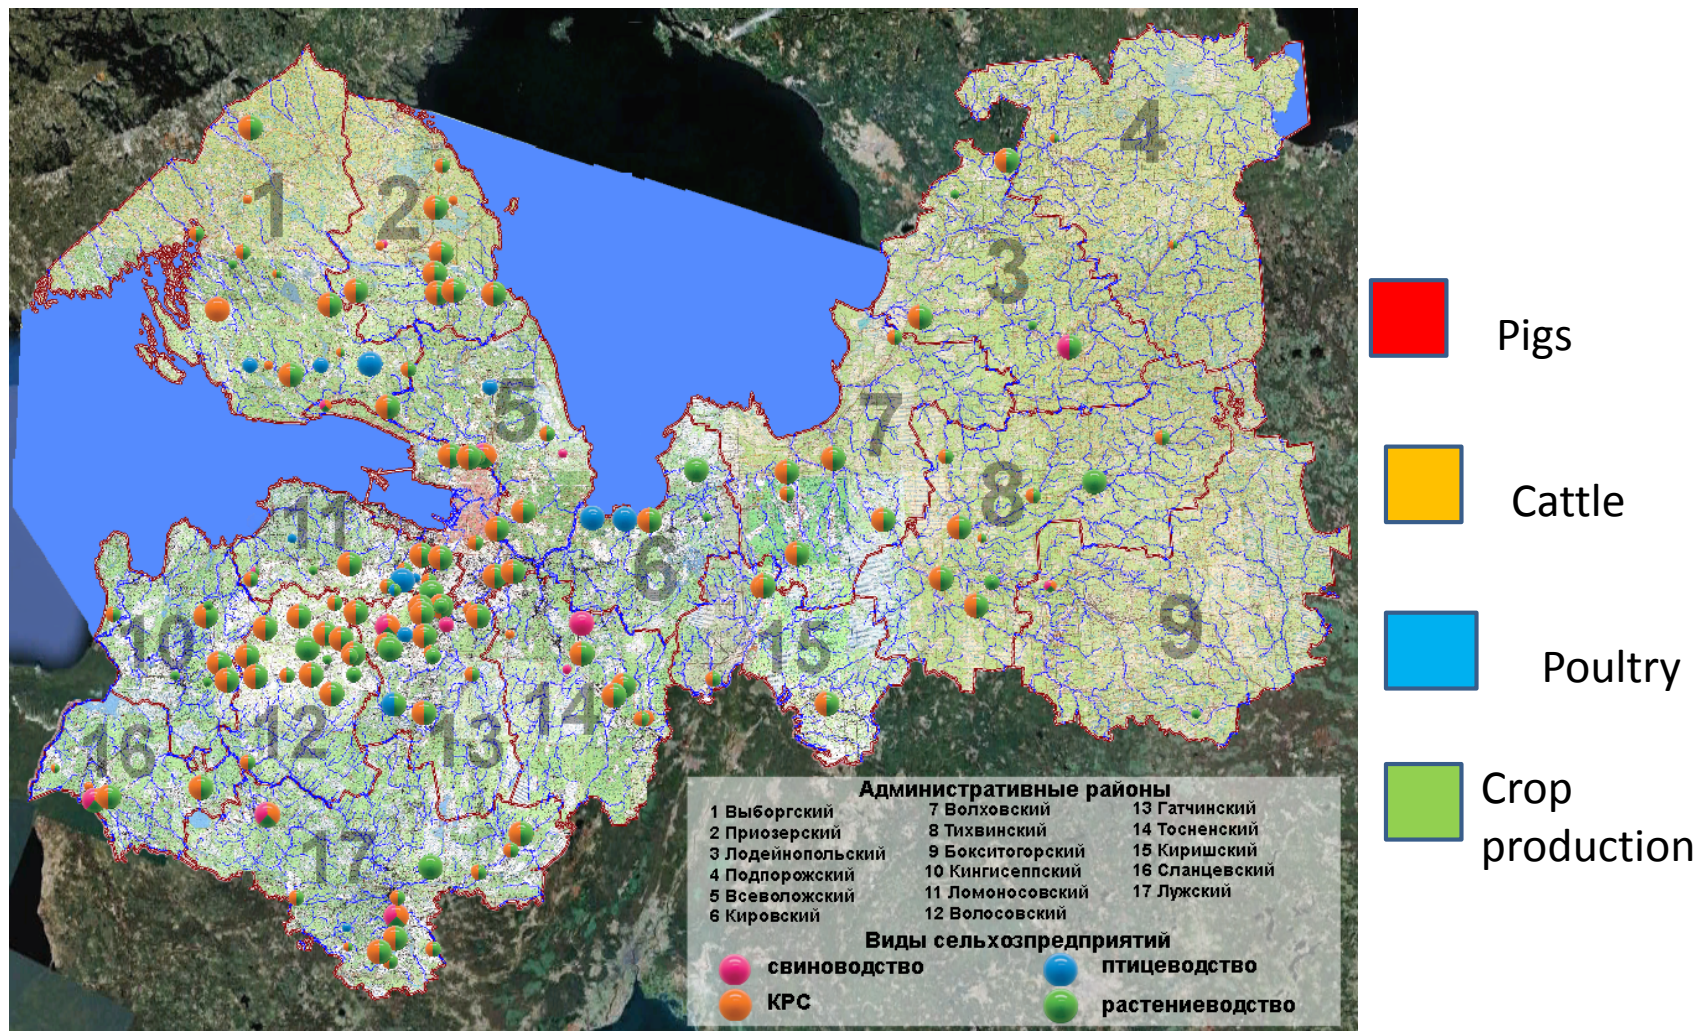 1
2
3
4
5
6
7
8
9
10
11
12
13
14
15
16
17
Административные районы
1 Выборгский
2 Приозерский
3 Лодейнопольский
4 Подпорожский
5 Всеволожский
6 Кировский
7 Волховский
8 Тихвинский
9 Бокситогорский
10 Кингисеппский
11 Ломоносовский
12 Волосовский
13 Гатчинский
14 Тосненский
15 Киришский
16 Сланцевский
17 Лужский
Виды сельхозпредприятий
свиноводство
КРС
птицеводство
растениеводство
Pigs
Cattle
Poultry
Crop
production